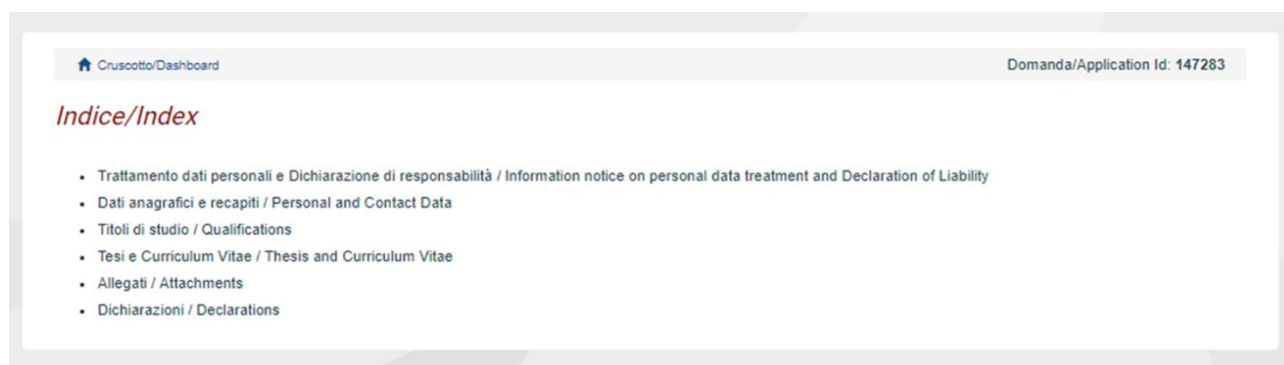 Cruscotto/Dashboard
Domanda/Application Id: 147283
Indice/Index
Trattamento dati personali e Dichiarazione di responsabilità / Information notice on personal data treatment and Declaration of Liability
Dati anagrafici e recapiti / Personal and Contact Data
Titoli di studio / Qualifications
Tesi e Curriculum Vitae / Thesis and Curriculum Vitae
Allegati / Attachments
Dichiarazioni / Declarations